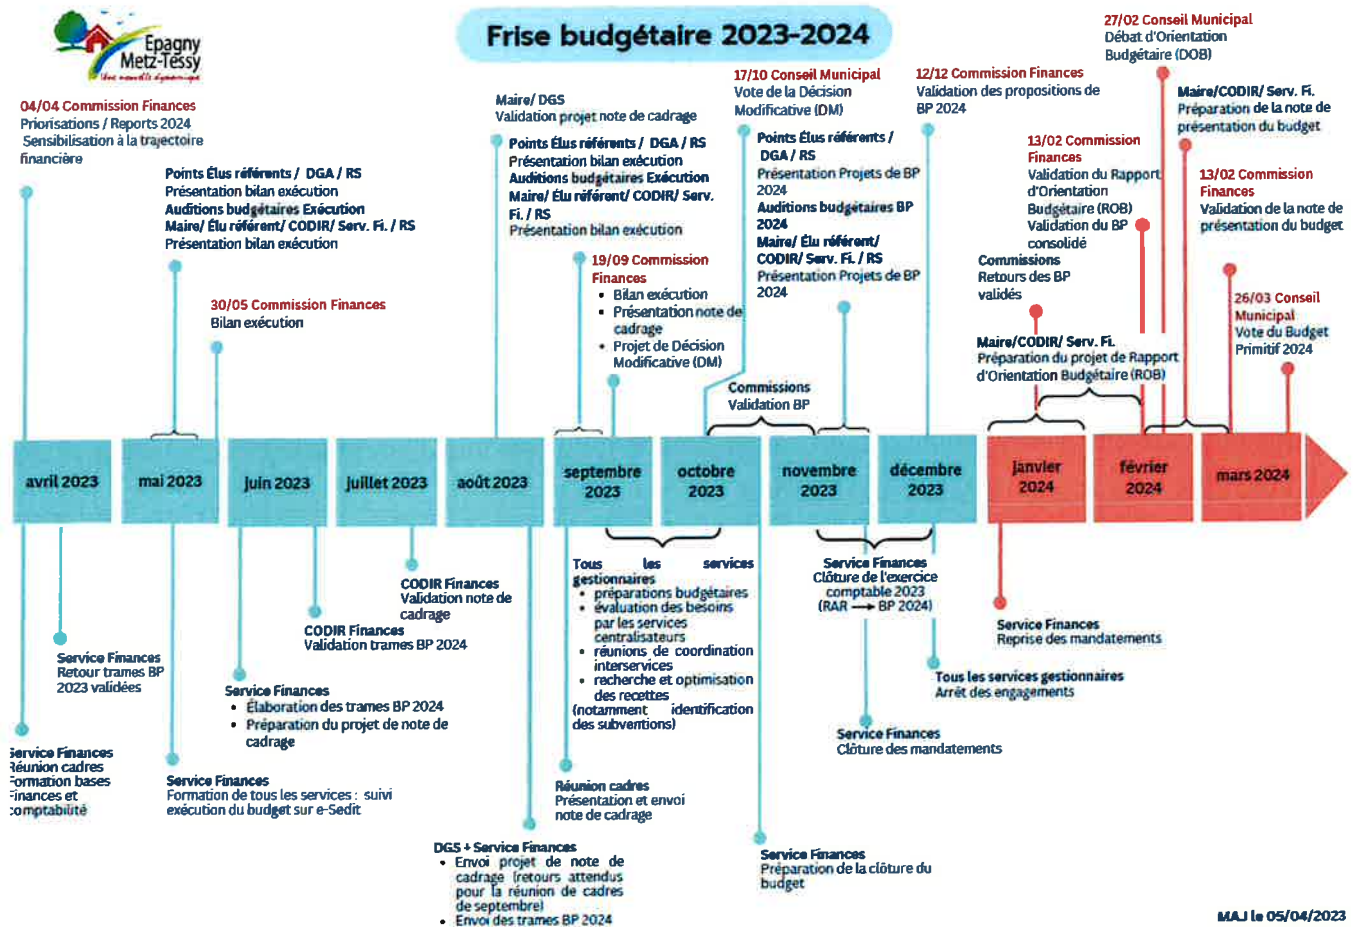 Epagny
Metz-Tessy
Une nouvelle dynamique
Frise budgétaire 2023-2024
04/04 Commission Finances
Priorisations / Reports 2024
Sensibilisation à la trajectoire
financière
Points Élus référents / DGA / RS
Présentation bilan exécution
Auditions budgétaires Exécution
Maire/ Élu référent/ CODIR/ Serv. Fi. / RS
Présentation bilan exécution
30/05 Commission Finances
Bilan exécution
Maire/ DGS
Validation projet note de cadrage
Points Élus référents / DGA / RS
Présentation bilan exécution
Auditions budgétaires Exécution
Maire/ Élu référent/ CODIR/ Serv.
Fi. / RS
Présentation bilan exécution
19/09 Commission
Finances
• Bilan exécution
• Présentation note de
cadrage
• Projet de Décision
Modificative (DM)
17/10 Conseil Municipal
Vote de la Décision
Modificative (DM)
Points Élus référents /
DGA / RS
Présentation Projets de BP
2024
Auditions budgétaires BP
2024
Maire/ Élu référent/
CODIR/ Serv. Fi. / RS
Présentation Projets de BP
2024
Commissions
Validation BP
12/12 Commission Finances
Validation des propositions de
BP 2024
Commissions
Retours des BP
validés
Maire/CODIR/ Serv. Fi.
Préparation du projet de Rapport
d'Orientation Budgétaire (ROB)
13/02 Commission
Finances
Validation du Rapport
d'Orientation
Budgétaire (ROB)
Validation du BP
consolidé
27/02 Conseil Municipal
Débat d'Orientation
Budgétaire (DOB)
Maire/CODIR/ Serv. Fi.
Préparation de la note de
présentation du budget
13/02 Commission
Finances
Validation de la note de
présentation du budget
26/03 Conseil
Municipal
Vote du Budget
Primitif 2024
avril 2023
mai 2023
juin 2023
juillet 2023
août 2023
septembre
2023
octobre
2023
novembre
2023
décembre
2023
janvier
2024
février
2024
mars 2024
Service Finances
Réunion cadres
Formation bases
Finances et
comptabilité
Service Finances
Retour trames BP
2023 validées
Service Finances
Formation de tous les services : suivi
exécution du budget sur e-Sedit
Service Finances
• Élaboration des trames BP 2024
• Préparation du projet de note de
cadrage
CODIR Finances
Validation trames BP 2024
CODIR Finances
Validation note de
cadrage
DGS + Service Finances
• Envoi projet de note de
cadrage (retours attendus
pour la réunion de cadres
de septembre)
• Envoi des trames BP 2024
Réunion cadres
Présentation et envoi
note de cadrage
Tous les services
gestionnaires
• préparations budgétaires
• évaluation des besoins
par les services
centralisateurs
• réunions de coordination
interservices
• recherche et optimisation
des recettes
(notamment identification
des subventions)
Service Finances
Préparation de la clôture du
budget
Service Finances
Clôture de l'exercice
comptable 2023
(RAR → BP 2024)
Service Finances
Clôture des mandatements
Tous les services gestionnaires
Arrêt des engagements
Service Finances
Reprise des mandatements
MAJ le 05/04/2023